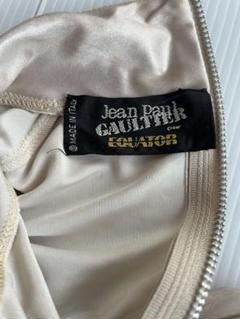 Jean Paul
GAULTIER
EQUATOR
MADE IN ITALY